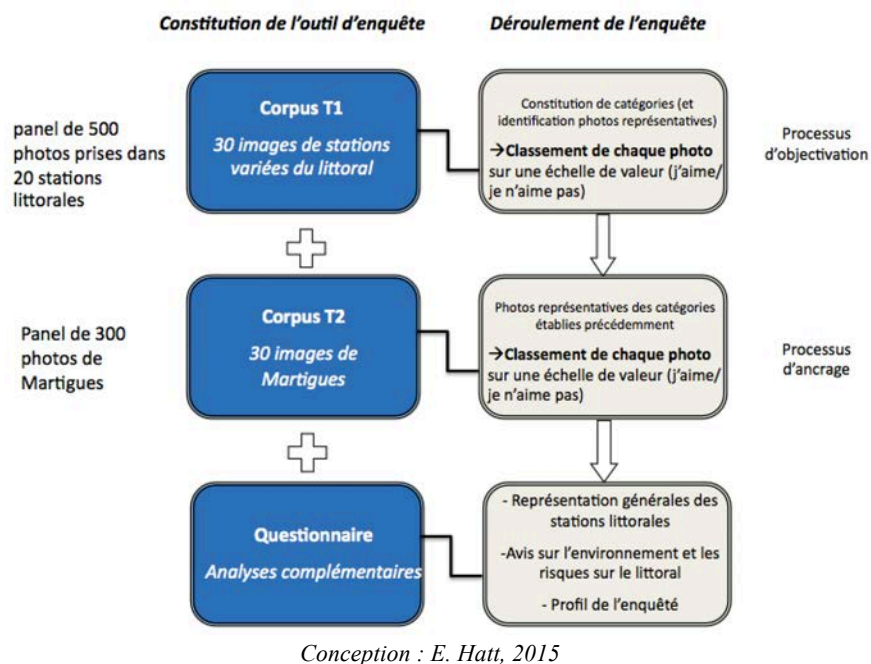 Constitution de l’outil d’enquête
Déroulement de l’enquête
panel de 500
photos prises dans
20 stations
littorales
Corpus T1
30 images de stations
variées du littoral
Constitution de catégories (et
identification photos représentatives)
→Classement de chaque photo
sur une échelle de valeur (j’aime/
je n’aime pas)
Processus
d’objectivation
Panel de 300
photos de
Martigues
Corpus T2
30 images de
Martigues
Photos représentatives des catégories
établies précédemment
→Classement de chaque photo
sur une échelle de valeur (j’aime/
je n’aime pas)
Processus
d’ancrage
Questionnaire
Analyses complémentaires
- Représentation générales des
stations littorales
-Avis sur l’environnement et les
risques sur le littoral
- Profil de l’enquêté
Conception : E. Hatt, 2015